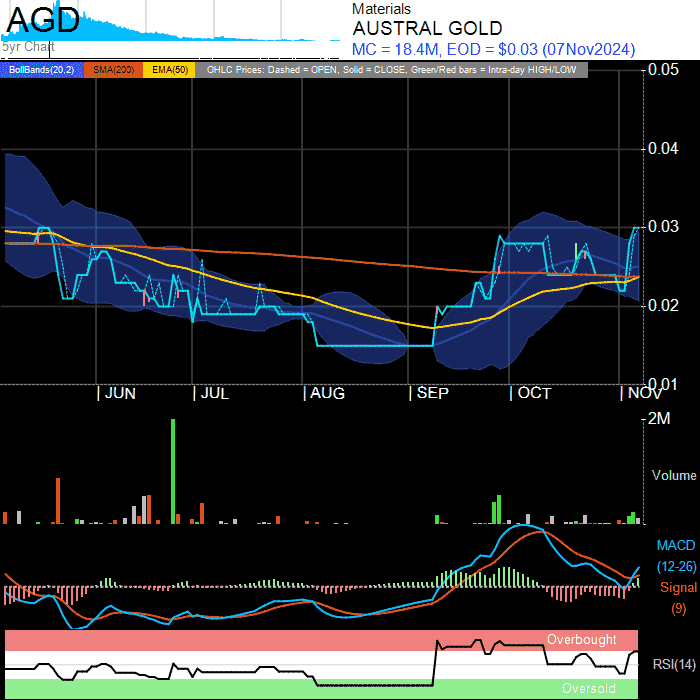 AGD
5yr Chart
Materials
AUSTRAL GOLD
MC = 18.4M, EOD = $0.03 (07Nov2024)
BollBands(20,2) SMA(200) EMA(50) OHLC Prices: Dashed = OPEN, Solid = CLOSE, Green/Red bars = Intra-day HIGH/LOW
0.05
0.04
0.03
0.02
0.01
JUN JUL AUG SEP OCT NOV
2M
Volume
MACD
(12-26)
Signal
(9)
Overbought
RSI(14)
Oversold